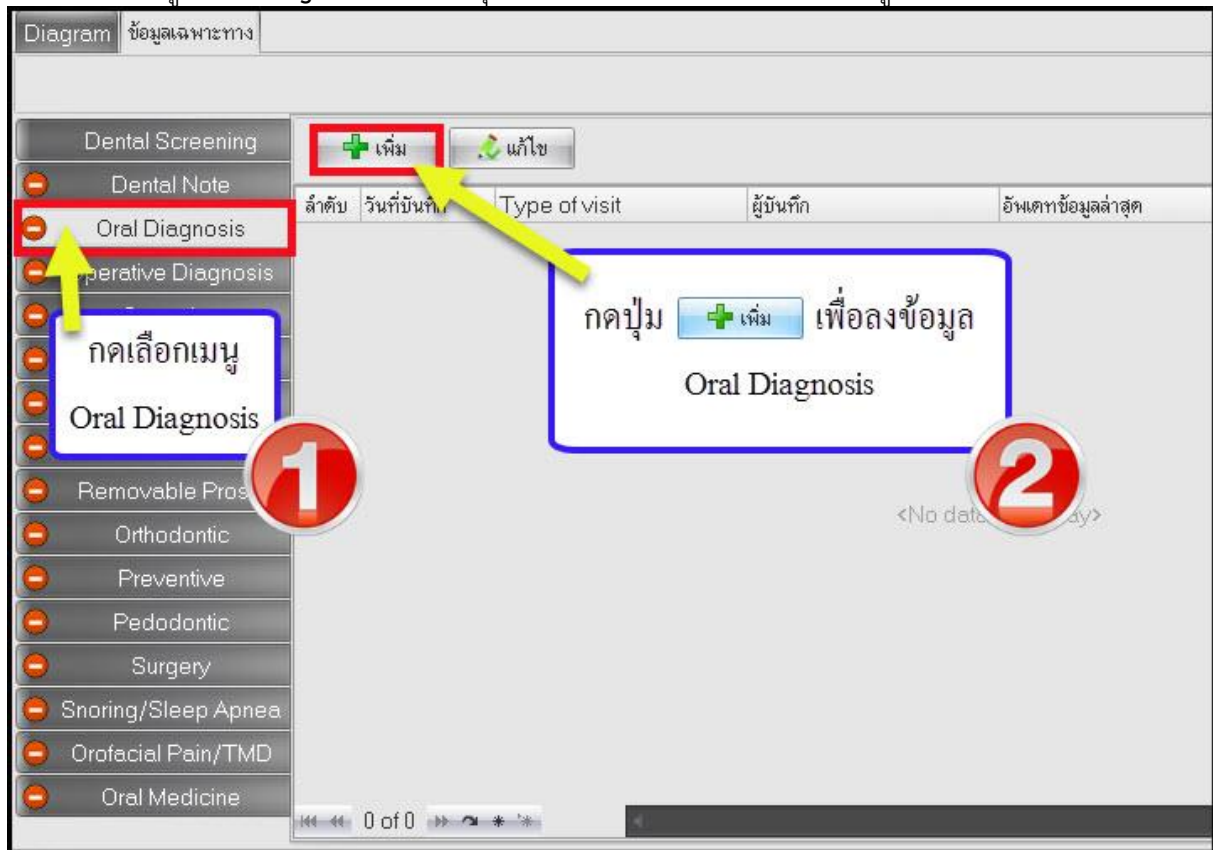 Diagram ข้อมูลเฉพาะทาง
Dental Screening
เพิ่ม แก้ไข
Dental Note
ลำดับ วันที่บันทึก Type of visit ผู้บันทึก อัพเดทข้อมูลล่าสุด
Oral Diagnosis
Operative Diagnosis
กดเลือกเมนู
Oral Diagnosis
1
กดปุ่ม เพิ่ม เพื่อลงข้อมูล
Oral Diagnosis
2
Removable
<No data
Orthodontic
Preventive
Pedodontic
Surgery
Snoring/Sleep Apnea
Orofacial Pain/TMD
Oral Medicine
0 of 0